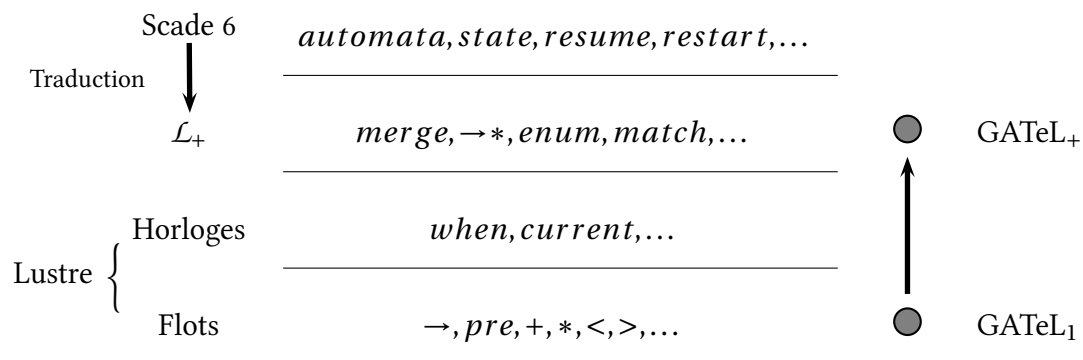 Scade 6 automata, state, resume, restart, ...
Traduction
ℒ₊ merge, →*, enum, match, ... GATeL₊
Horloges when, current, ...
Lustre {
Flots →, pre, +, *, <, >, ... GATeL₁